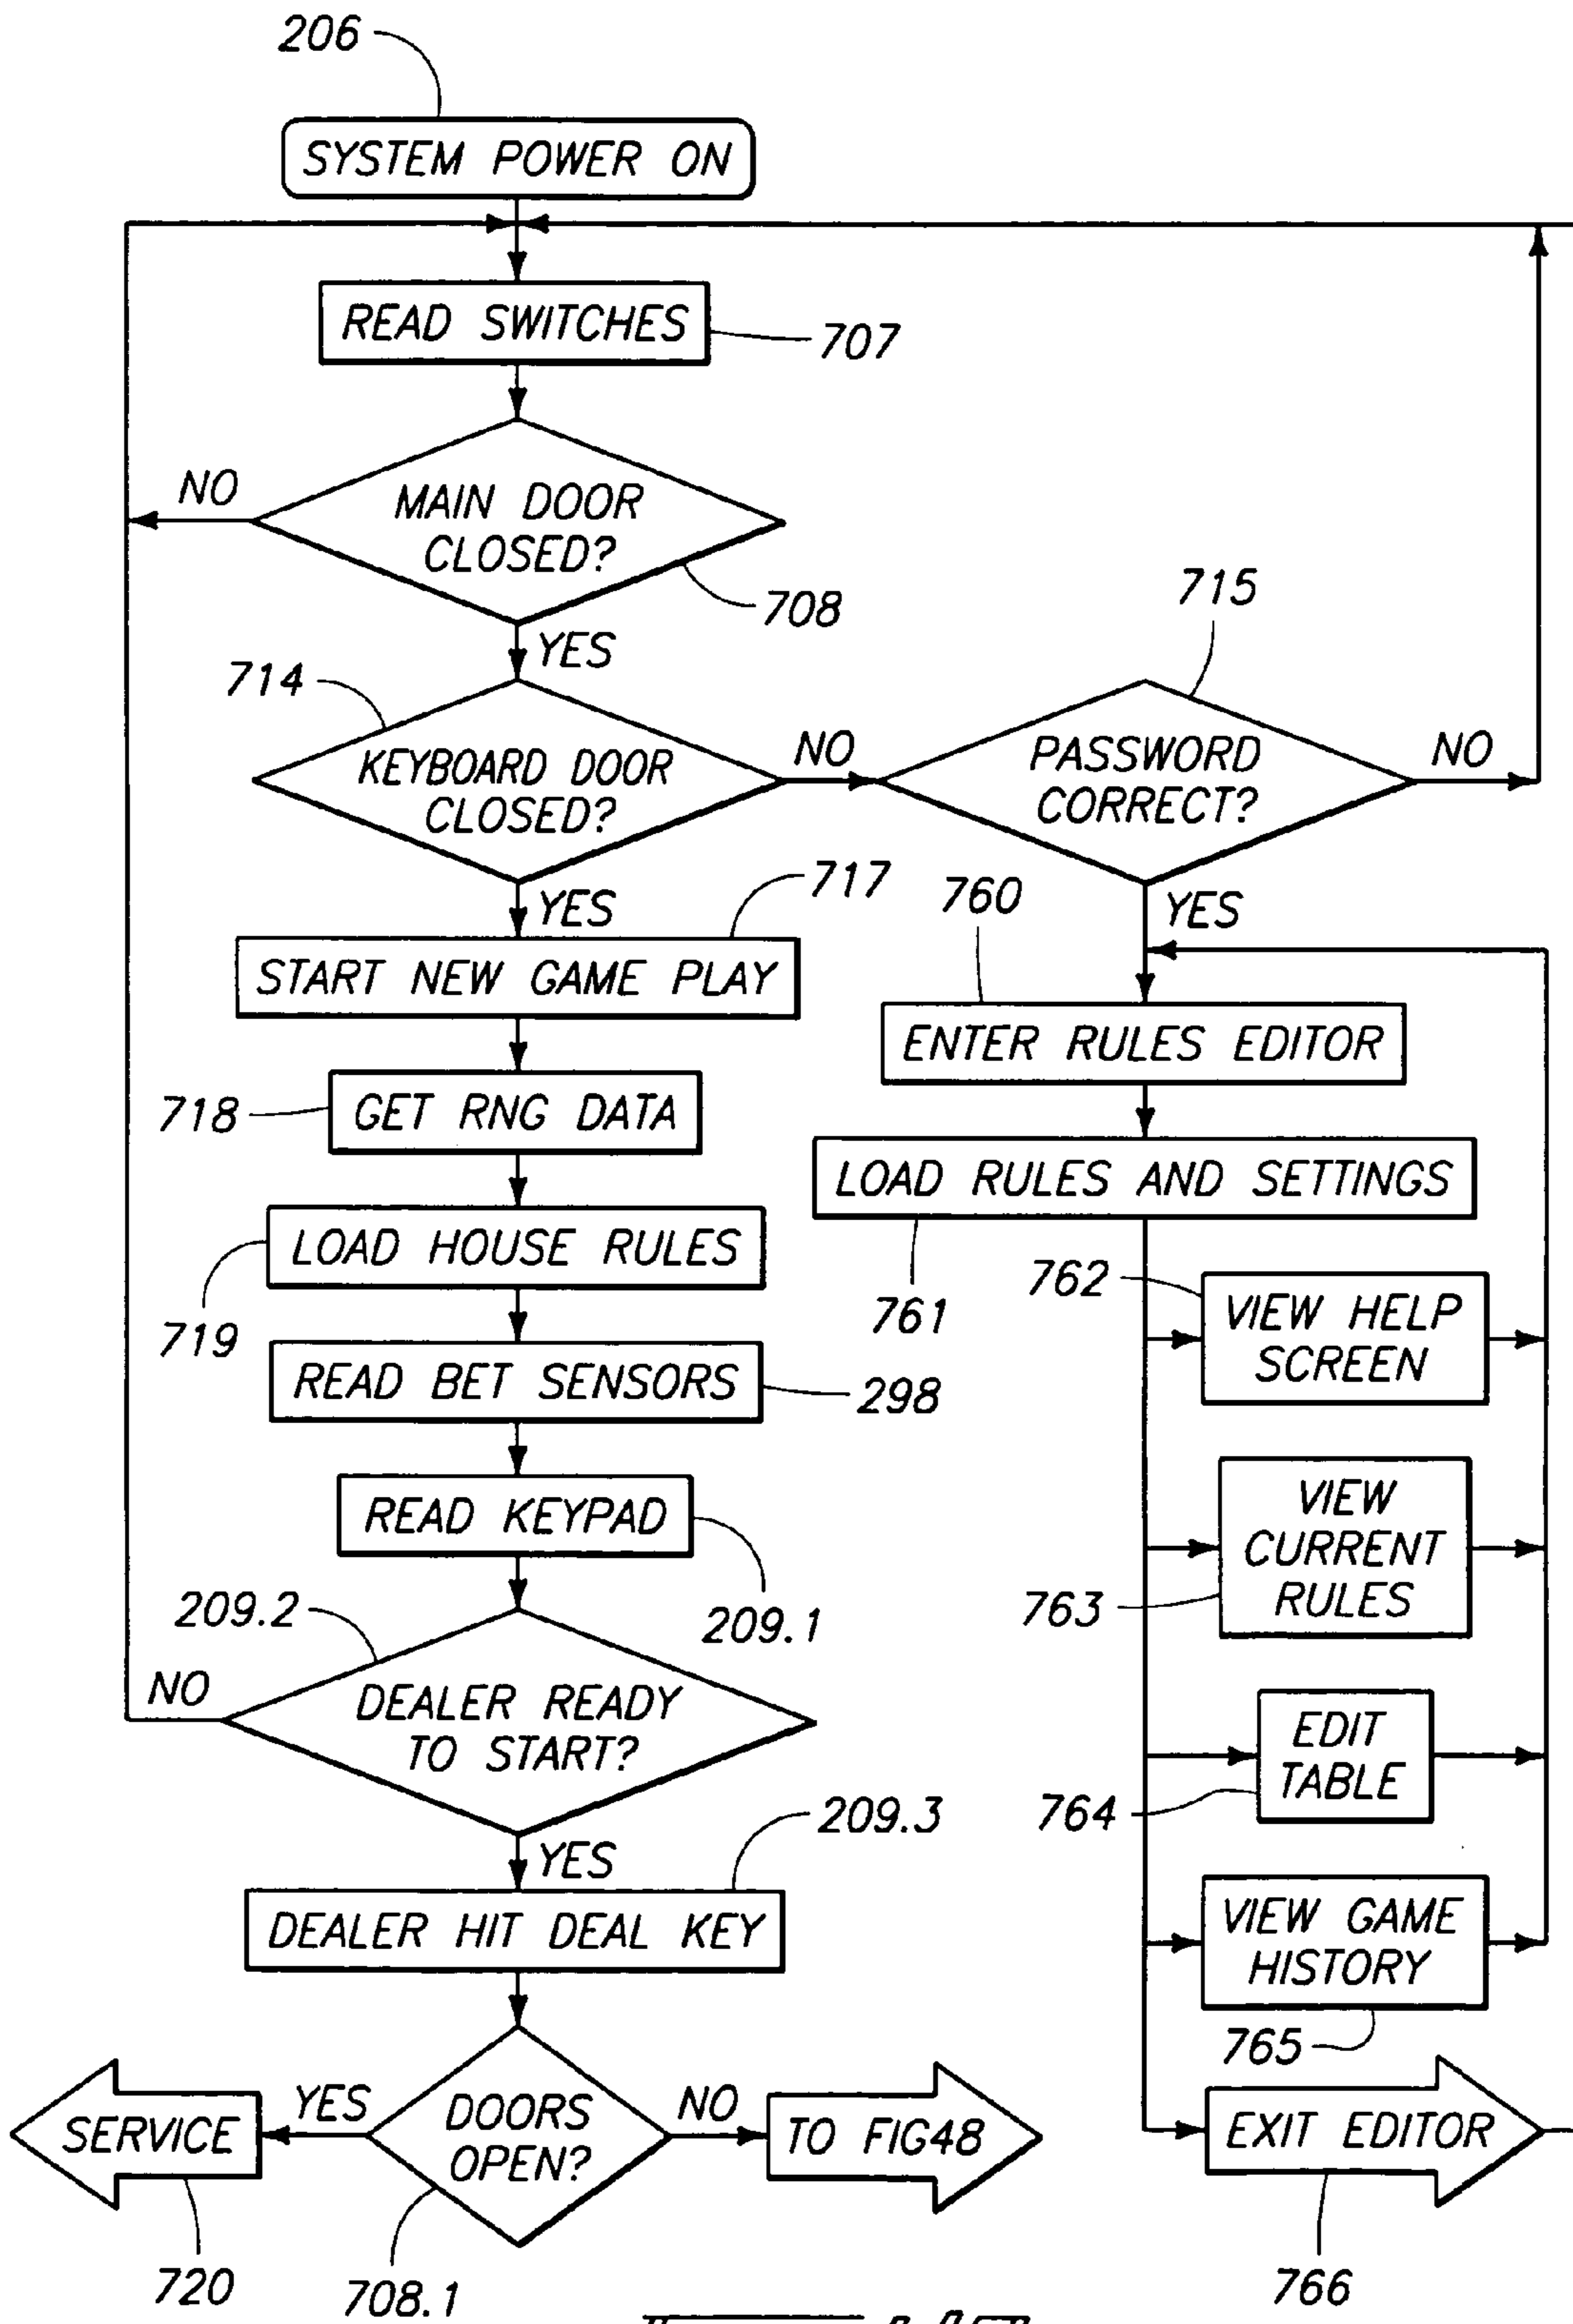 206
SYSTEM POWER ON
READ SWITCHES
707
NO
MAIN DOOR
CLOSED?
708
YES
714
KEYBOARD DOOR
CLOSED?
NO
715
PASSWORD
CORRECT?
NO
YES
717
START NEW GAME PLAY
718
GET RNG DATA
LOAD HOUSE RULES
719
READ BET SENSORS
298
READ KEYPAD
209.1
209.2
NO
DEALER READY
TO START?
YES
209.3
DEALER HIT DEAL KEY
YES
DOORS
OPEN?
NO
SERVICE
TO FIG48
720
708.1
YES
760
ENTER RULES EDITOR
LOAD RULES AND SETTINGS
761
762
VIEW HELP
SCREEN
VIEW
CURRENT
RULES
763
EDIT
TABLE
764
VIEW GAME
HISTORY
765
EXIT EDITOR
766